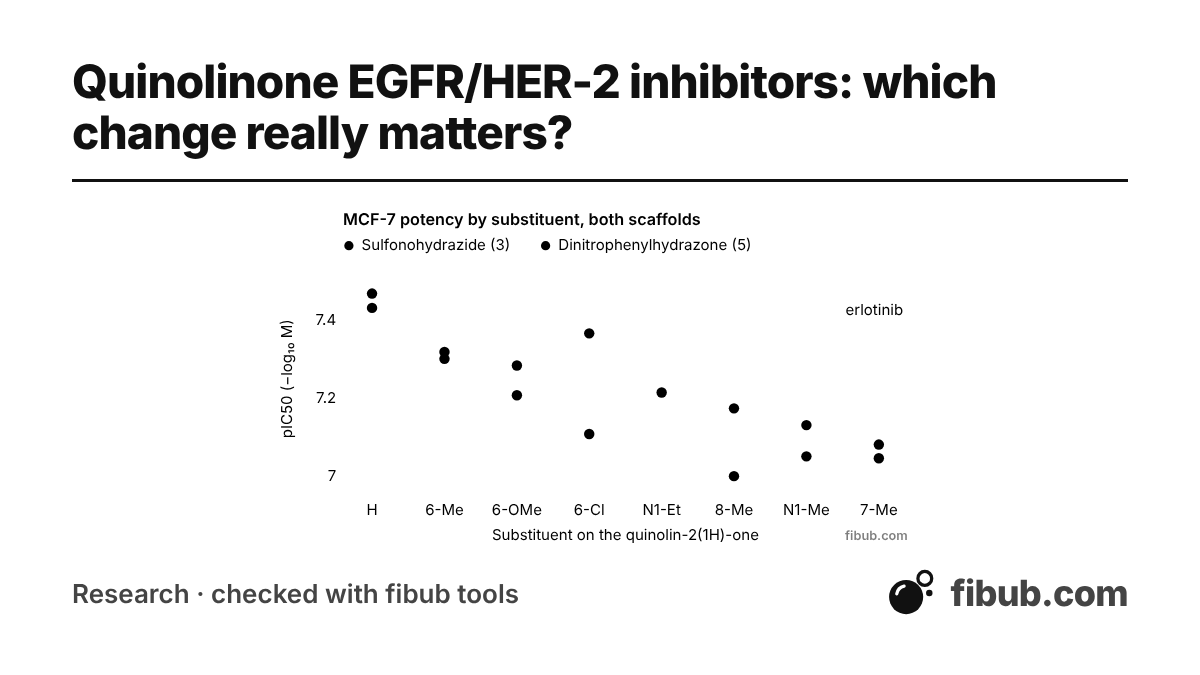 Quinolinone EGFR/HER-2 inhibitors: which
change really matters?
MCF-7 potency by substituent, both scaffolds
Sulfonohydrazide (3) Dinitrophenylhydrazone (5)
erlotinib
pIC50 (−log₁₀ M)
7.4
7.2
7
H 6-Me 6-OMe 6-Cl N1-Et 8-Me N1-Me 7-Me
Substituent on the quinolin-2(1H)-one
fibub.com
Research · checked with fibub tools
fibub.com